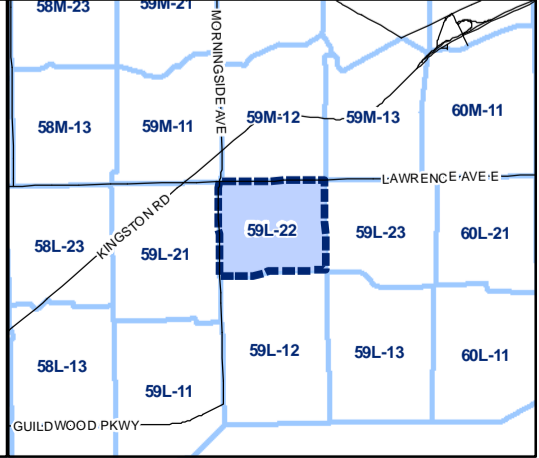 58M-23
59M-21
MORNINGSIDE AVE
58M-13
59M-11
59M-12
59M-13
60M-11
LAWRENCE AVE E
KINGSTON RD
58L-23
59L-21
59L-22
59L-23
60L-21
58L-13
59L-11
59L-12
59L-13
60L-11
GUILDWOOD PKWY